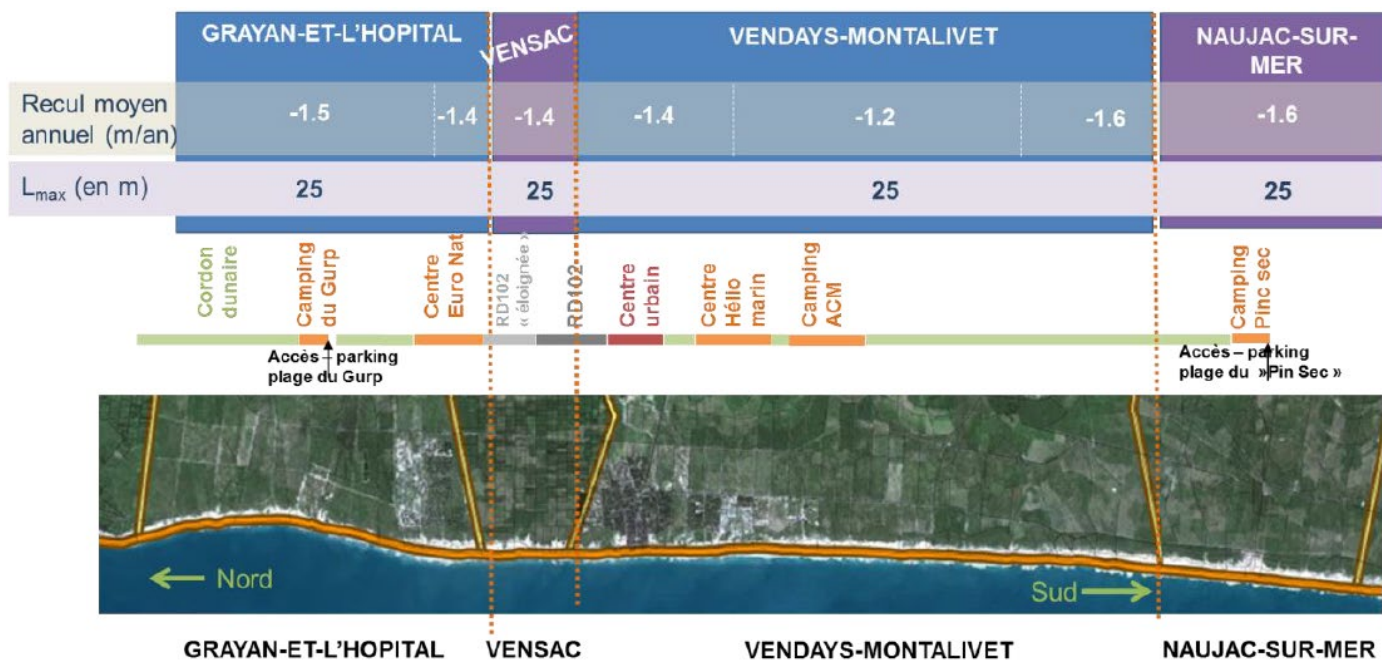 GRAYAN-ET-L'HOPITAL
VENSAC
VENDAYS-MONTALIVET
NAUJAC-SUR-
MER
Recul moyen
annuel (m/an)
-1.5
-1.4
-1.4
-1.4
-1.2
-1.6
-1.6
Lmax (en m)
25
25
25
25
Cordon
dunaire
Camping
du Gurp
Centre
Euro Nat
RD102
« éloignée »
RD102
Centre
urbain
Centre
Hélio
marin
Camping
ACM
Camping
Pinc sec
Accès – parking
plage du Gurp
Accès – parking
plage du »Pin Sec »
Nord
Sud
GRAYAN-ET-L'HOPITAL
VENSAC
VENDAYS-MONTALIVET
NAUJAC-SUR-MER